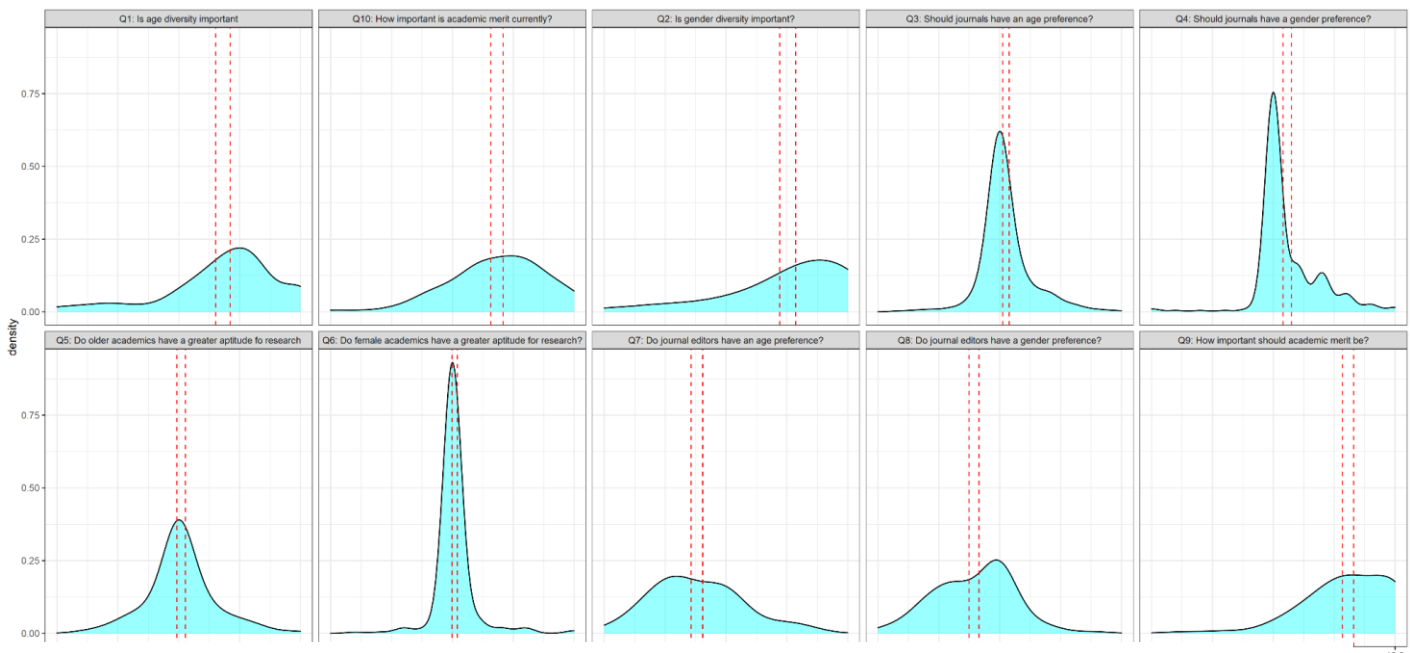 Q1: Is age diversity important
Q10: How important is academic merit currently?
Q2: Is gender diversity important?
Q3: Should journals have an age preference?
Q4: Should journals have a gender preference?
0.75
0.50
0.25
0.00
density
Q5: Do older academics have a greater aptitude fo research
Q6: Do female academics have a greater aptitude for research?
Q7: Do journal editors have an age preference?
Q8: Do journal editors have a gender preference?
Q9: How important should academic merit be?
0.75
0.50
0.25
0.00